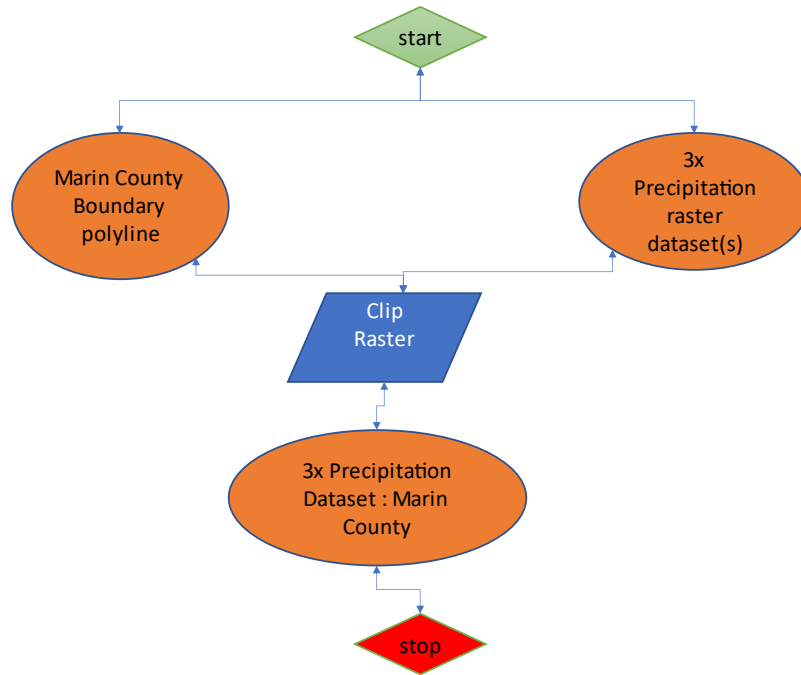 start
Marin County
Boundary
polyline
3x
Precipitation
raster
dataset(s)
Clip
Raster
3x Precipitation
Dataset : Marin
County
stop